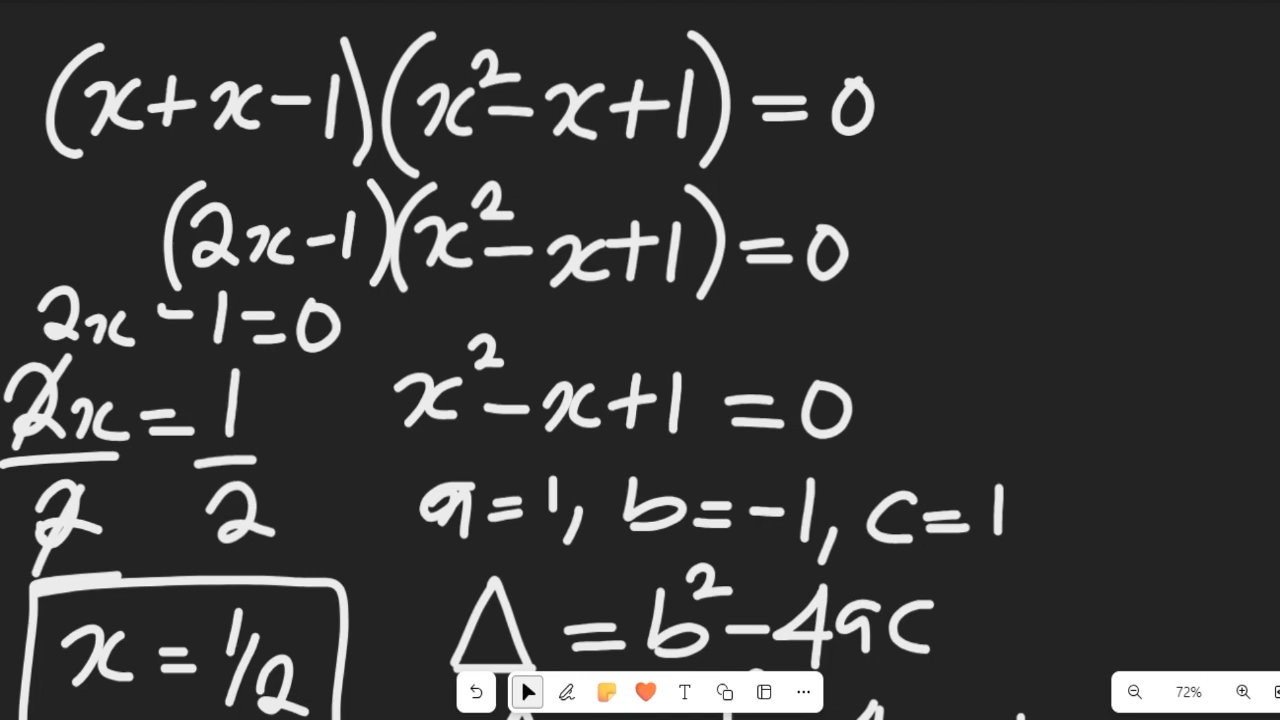 (x+x-1)(x²-x+1)=0
(2x-1)(x²-x+1)=0
2x-1=0
2x/2 = 1/2
x=1/2
x²-x+1=0
a=1, b=-1, c=1
Δ=b²-4ac
T
72%